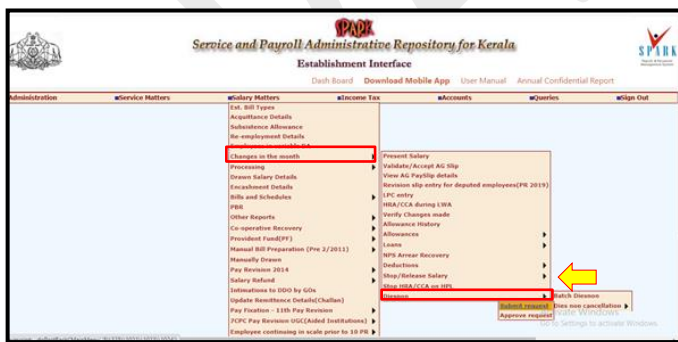 SPARK
Service and Payroll Administrative Repository for Kerala
Establishment Interface
SPARK
Dash Board Download Mobile App User Manual Annual Confidential Report
Administration Service Matters Salary Matters Income Tax Accounts Queries Sign Out
Est. Bill Types
Acquittance Details
Subsistence Allowance
Re-employment Details
Changes in the month
Processing
Drawn Salary Details
Encashment Details
Bills and Schedules
PBR
Other Reports
Co-operative Recovery
Provident Fund(PF)
Manual Bill Preparation (Pre 2/2011)
Manually Drawn
Pay Revision 2014
Salary Refund
Intimations to DDO by GOs
Update Remittence Details(Challan)
Pay Fixation - 11th Pay Revision
7CPC Pay Revision UGC(Aided Institutions)
Employee continuing in scale prior to 10 PR
Present Salary
Validate/Accept AG Slip
View AG PaySlip details
Revision slip entry for deputed employees(PR 2019)
LPC entry
HRA/CCA during LWA
Verify Changes made
Allowance History
Allowances
Loans
NPS Arrear Recovery
Deductions
Stop/Release Salary
Stop HRA/CCA on HPL
Diesnon
Batch Diesnon
Submit request Dies non cancellation
Approve request
Go to Settings to activate Windows.